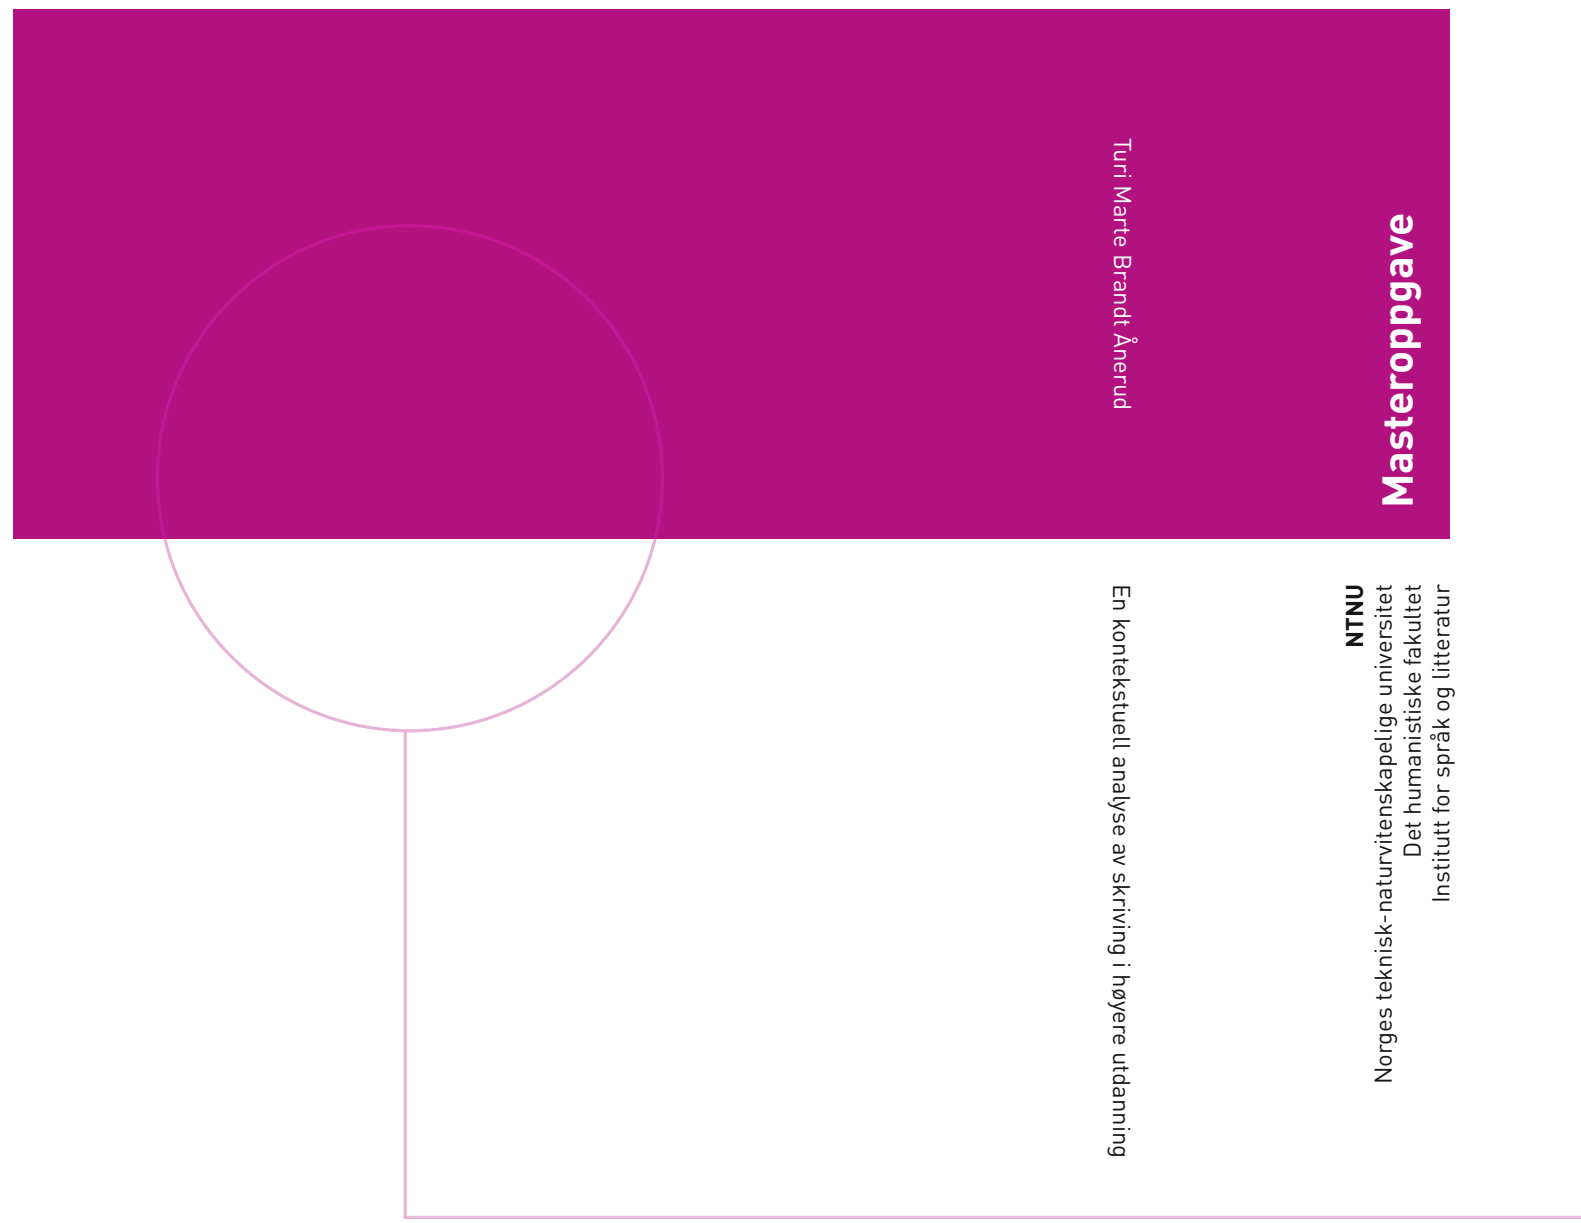 Turi Marte Brandt Ånerud
En kontekstuell analyse av skriving i høyere utdanning
Masteroppgave
NTNU
Norges teknisk-naturvitenskapelige universitet
Det humanistiske fakultet
Institutt for språk og litteratur